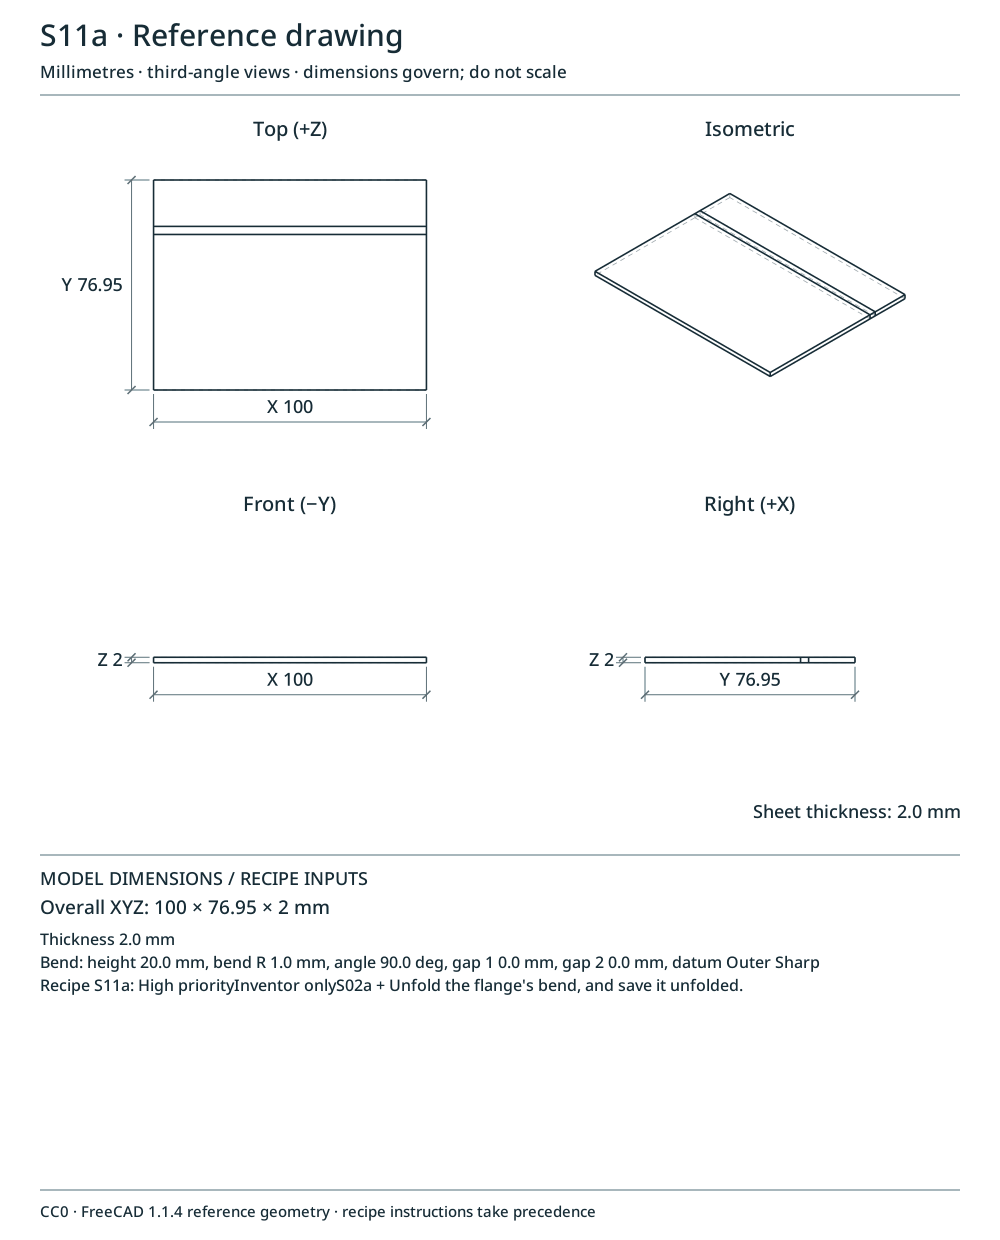 S11a · Reference drawing
Millimetres · third-angle views · dimensions govern; do not scale
Top (+Z)
Isometric
Y 76.95
X 100
Front (−Y)
Right (+X)
Z 2
X 100
Z 2
Y 76.95
Sheet thickness: 2.0 mm
MODEL DIMENSIONS / RECIPE INPUTS
Overall XYZ: 100 × 76.95 × 2 mm
Thickness 2.0 mm
Bend: height 20.0 mm, bend R 1.0 mm, angle 90.0 deg, gap 1 0.0 mm, gap 2 0.0 mm, datum Outer Sharp
Recipe S11a: High priorityInventor onlyS02a + Unfold the flange's bend, and save it unfolded.
CC0 · FreeCAD 1.1.4 reference geometry · recipe instructions take precedence